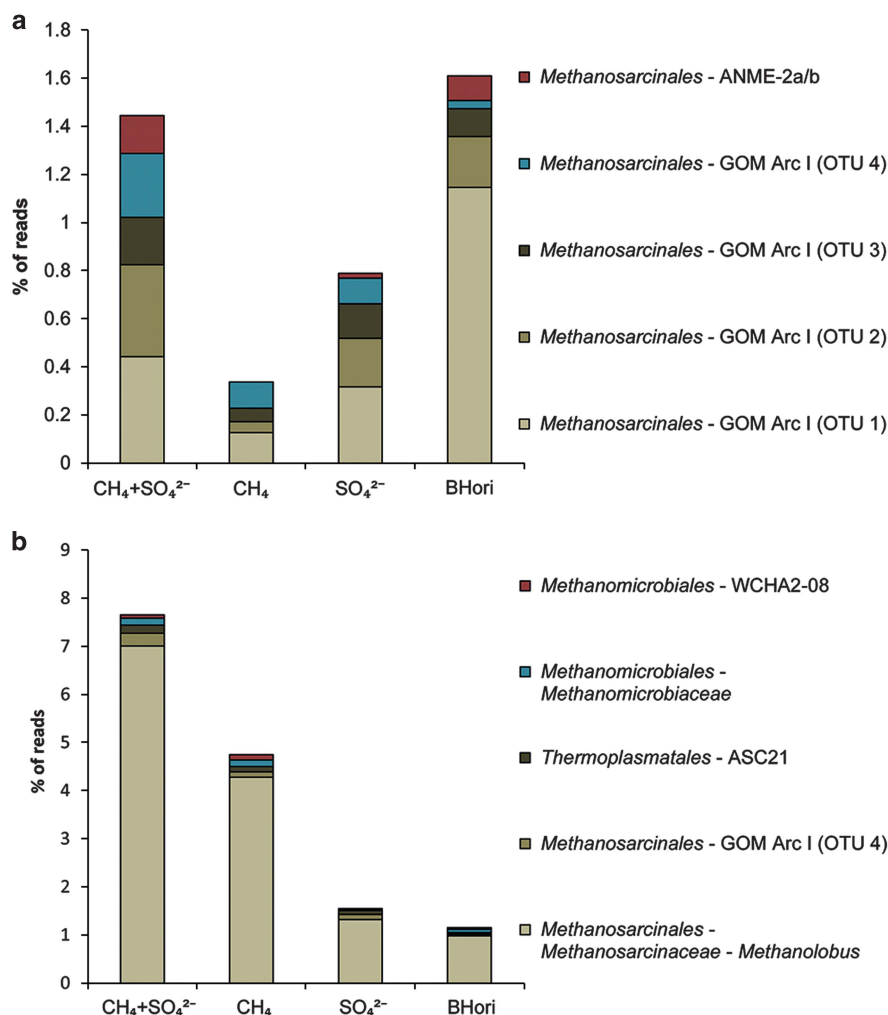 a
1.8
1.6
1.4
1.2
1
0.8
0.6
0.4
0.2
0
% of reads
CH₄+SO₄²⁻
CH₄
SO₄²⁻
BHori
Methanosarcinales - ANME-2a/b
Methanosarcinales - GOM Arc I (OTU 4)
Methanosarcinales - GOM Arc I (OTU 3)
Methanosarcinales - GOM Arc I (OTU 2)
Methanosarcinales - GOM Arc I (OTU 1)
b
9
8
7
6
5
4
3
2
1
0
% of reads
CH₄+SO₄²⁻
CH₄
SO₄²⁻
BHori
Methanomicrobiales - WCHA2-08
Methanomicrobiales -
Methanomicrobiaceae
Thermoplasmatales - ASC21
Methanosarcinales - GOM Arc I (OTU 4)
Methanosarcinales -
Methanosarcinaceae - Methanolobus